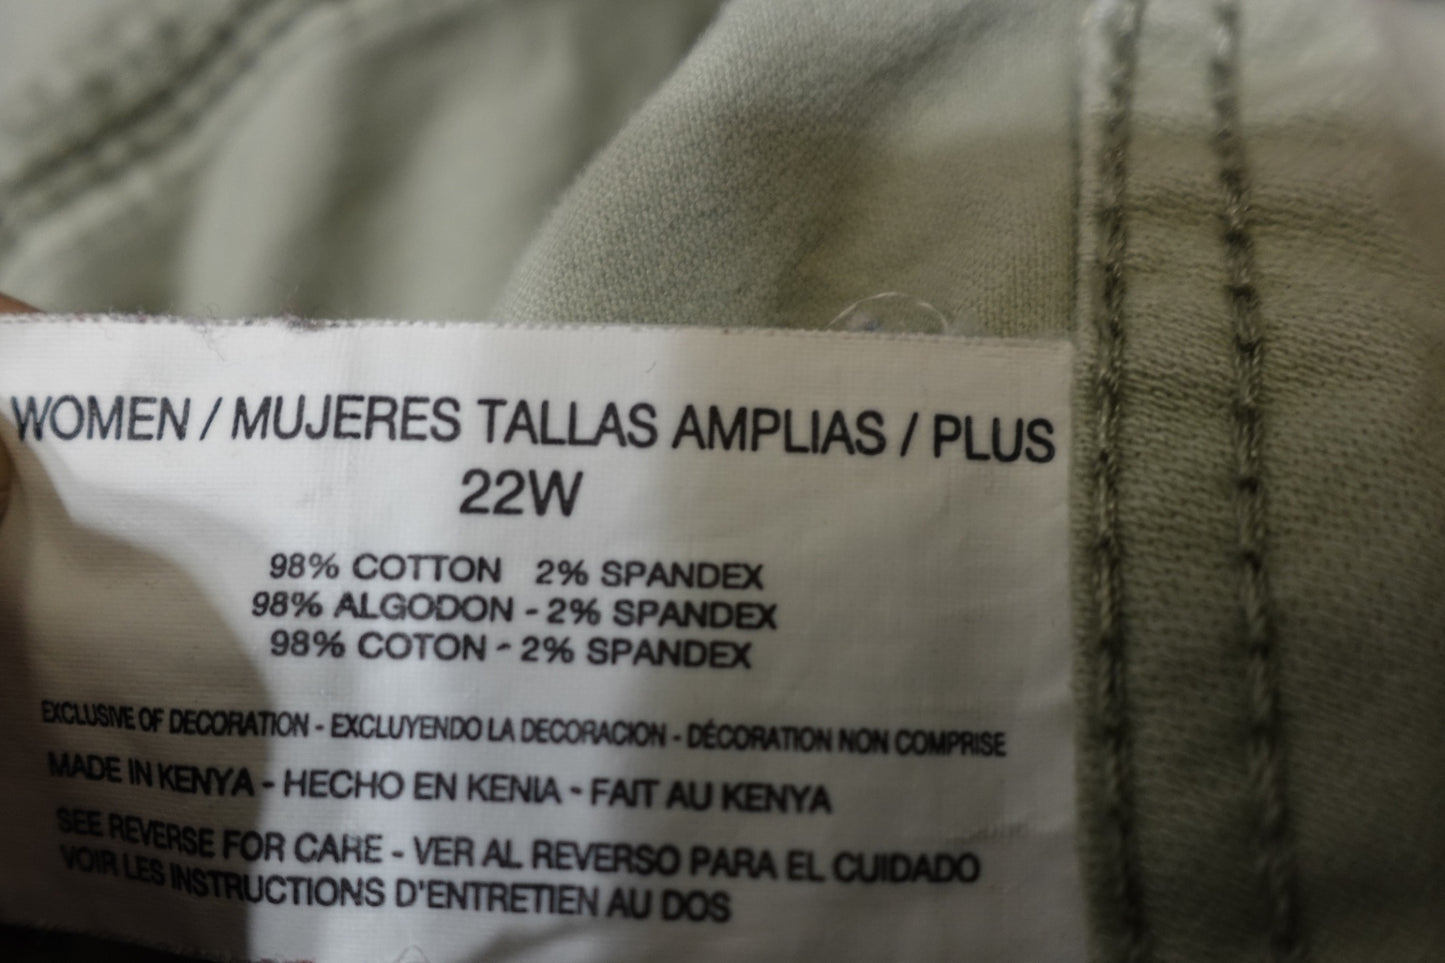 WOMEN / MUJERES TALLAS AMPLIAS / PLUS
22W
98% COTTON 2% SPANDEX
98% ALGODON - 2% SPANDEX
98% COTON - 2% SPANDEX
EXCLUSIVE OF DECORATION - EXCLUYENDO LA DECORACION - DÉCORATION NON COMPRISE
MADE IN KENYA - HECHO EN KENIA - FAIT AU KENYA
SEE REVERSE FOR CARE - VER AL REVERSO PARA EL CUIDADO
VOIR LES INSTRUCTIONS D'ENTRETIEN AU DOS